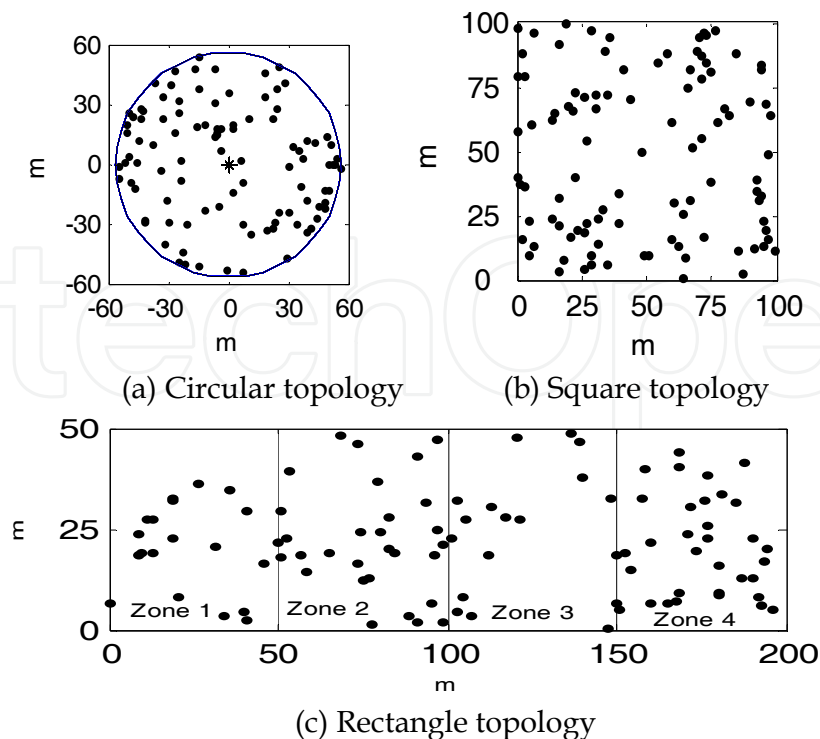 60
30
0
-30
-60
-60 -30 0 30 60
m
m
(a) Circular topology
100
75
50
25
0
0 25 50 75 100
m
m
(b) Square topology
50
25
0
m
Zone 1 Zone 2 Zone 3 Zone 4
0 50 100 150 200
m
(c) Rectangle topology
techOpe